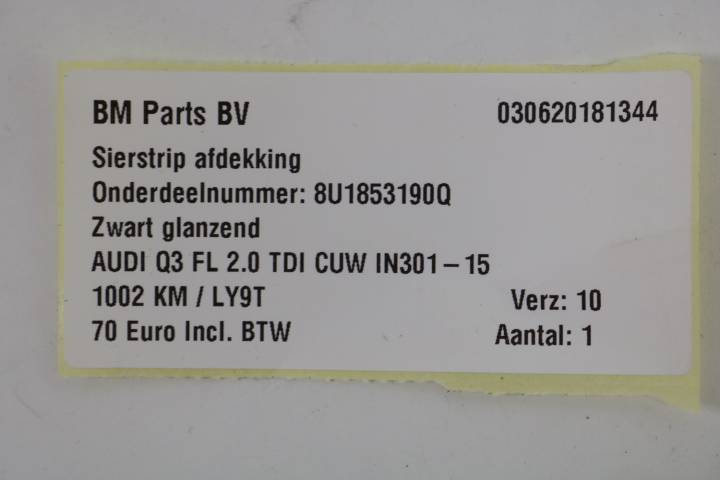 BM Parts BV 030620181344
Sierstrip afdekking
Onderdeelnummer: 8U1853190Q
Zwart glanzend
AUDI Q3 FL 2.0 TDI CUW IN301-15
1002 KM / LY9T Verz: 10
70 Euro Incl. BTW Aantal: 1